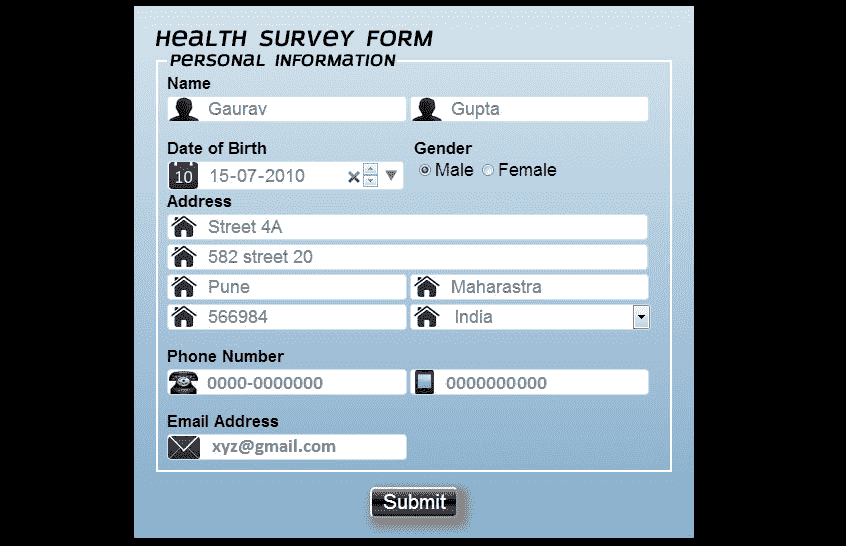 HEALTH SURVEY FORM
PERSONAL INFORMATION
Name
Gaurav Gupta
Date of Birth Gender
10 15-07-2010 Male Female
Address
Street 4A
582 street 20
Pune Maharastra
566984 India
Phone Number
0000-0000000 0000000000
Email Address
xyz@gmail.com
Submit